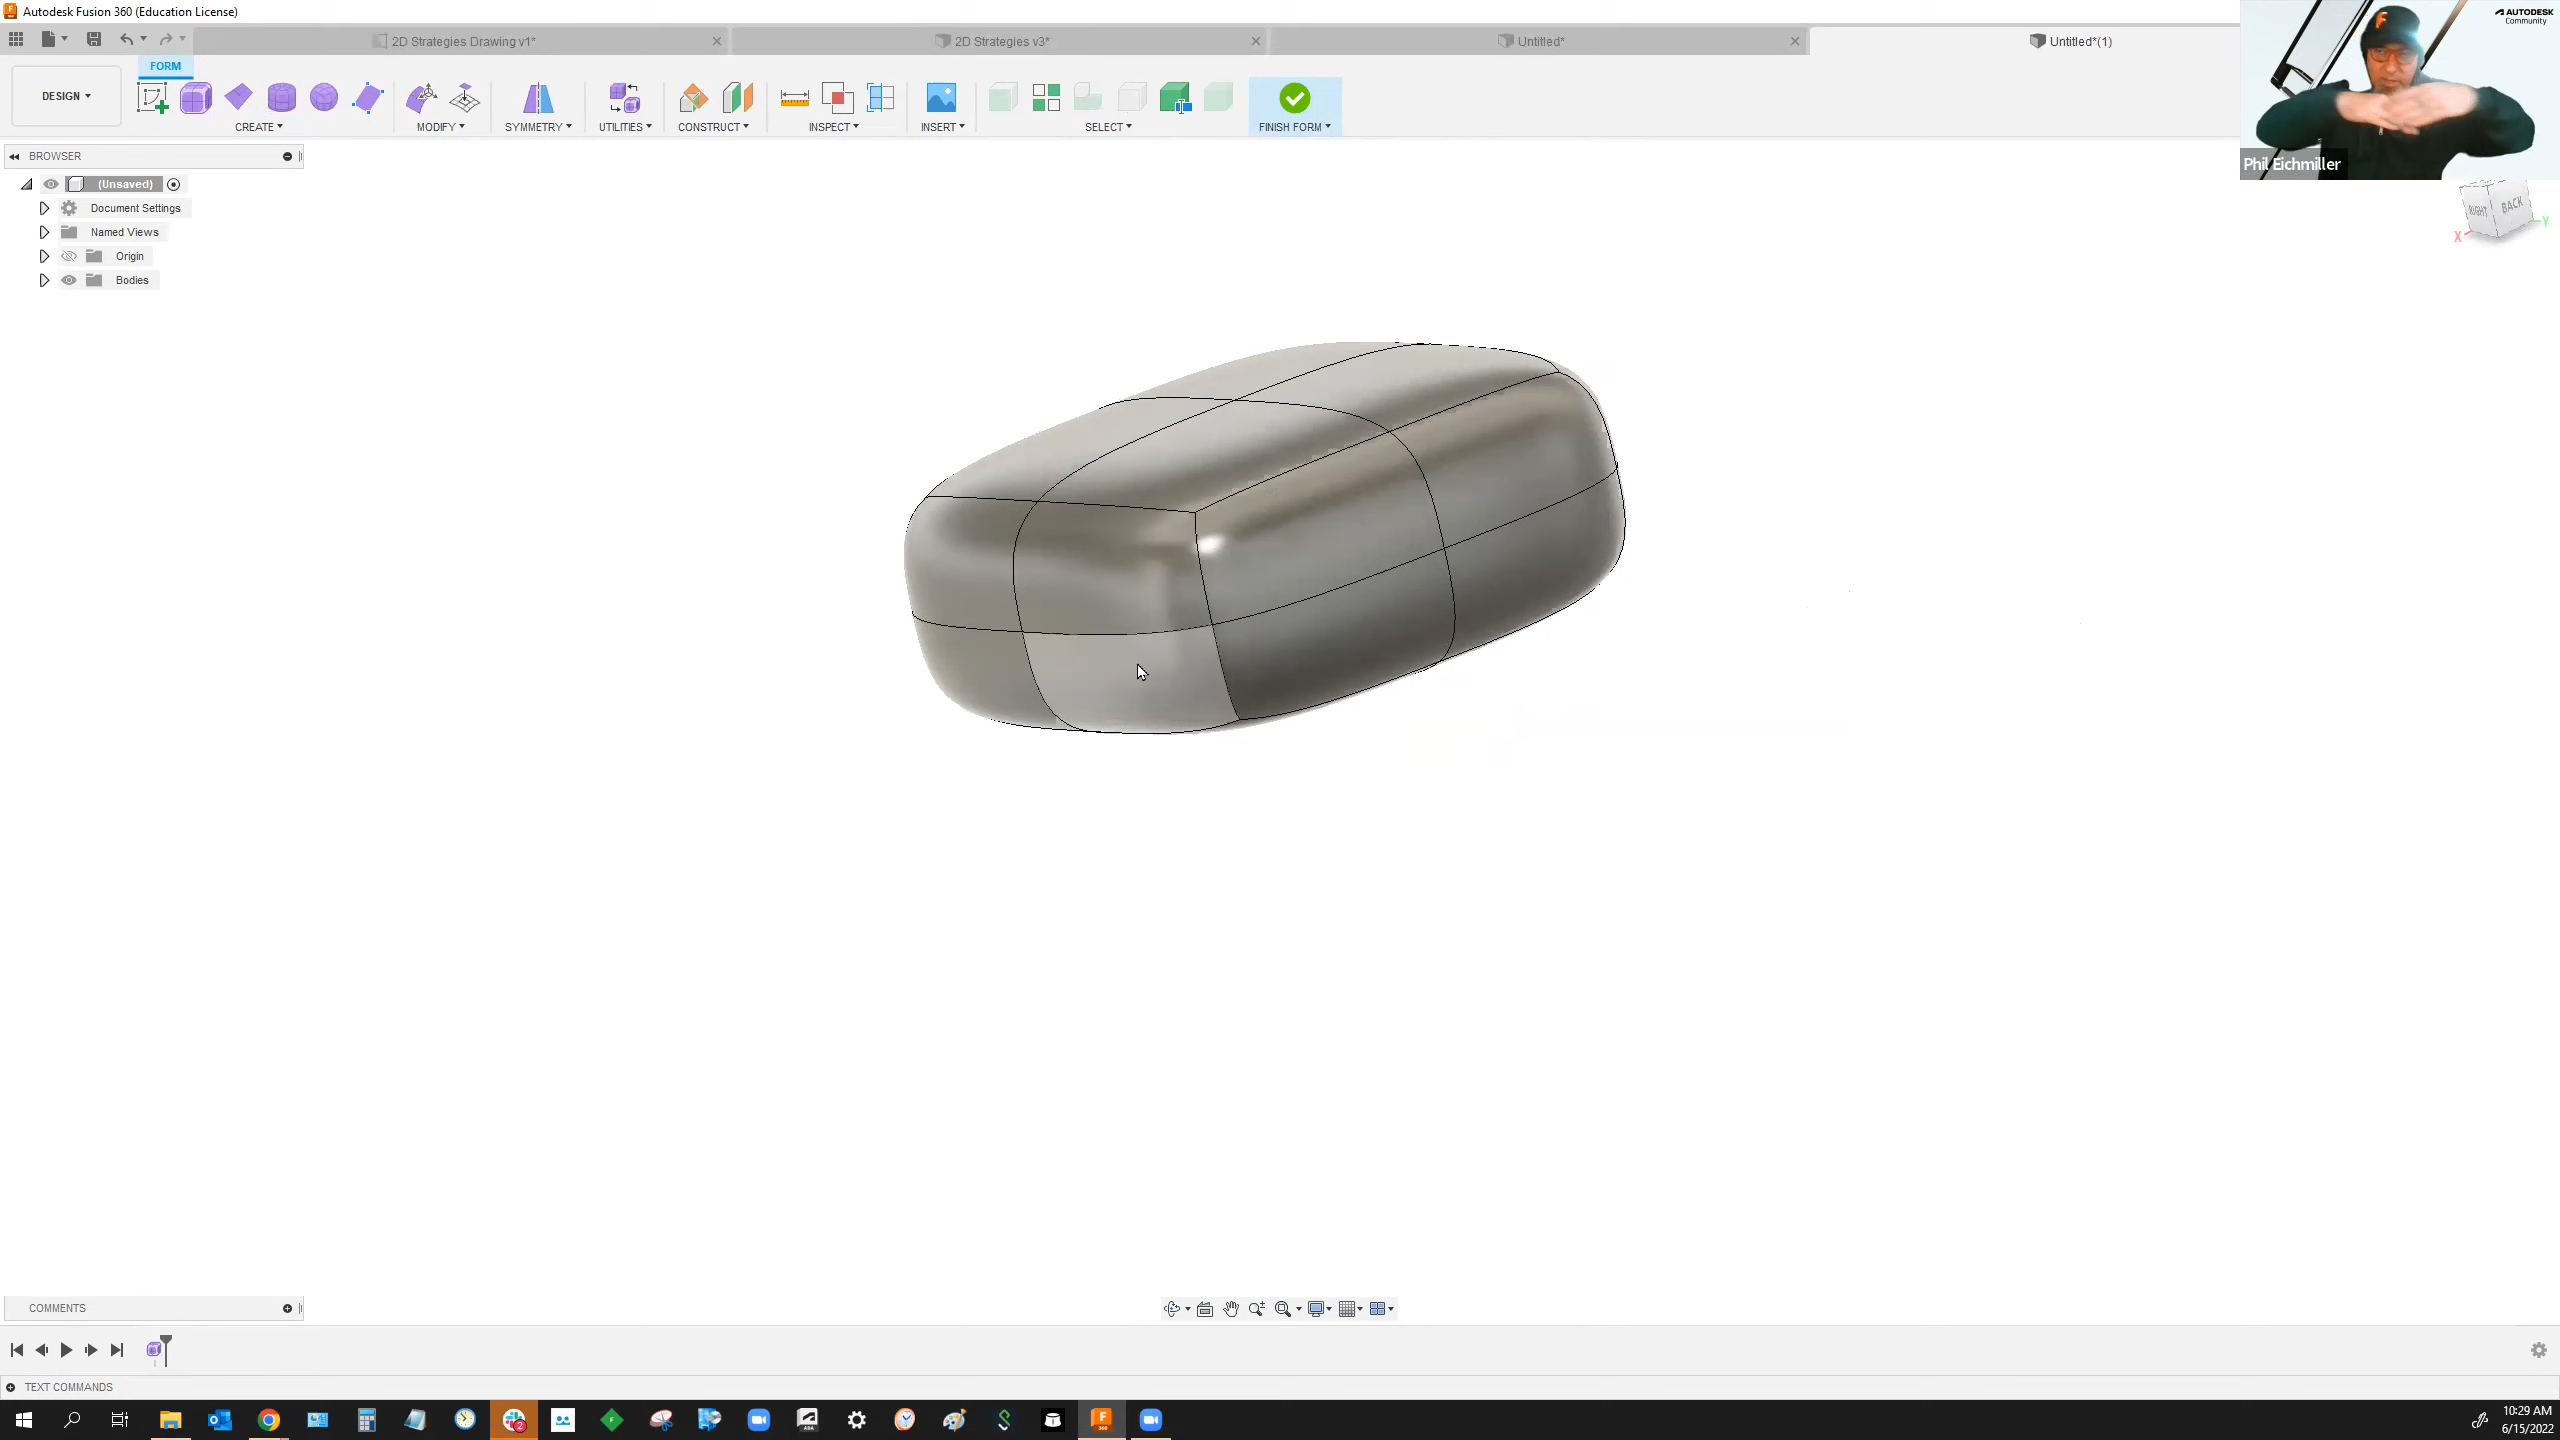 Autodesk Fusion 360 (Education License)
AUTODESK
Community
2D Strategies Drawing v1*
2D Strategies v3*
Untitled*
Untitled*(1)
FORM
DESIGN
CREATE
MODIFY
SYMMETRY
UTILITIES
CONSTRUCT
INSPECT
INSERT
SELECT
FINISH FORM
Phil Eichmiller
BROWSER
(Unsaved)
Document Settings
Named Views
Origin
Bodies
RIGHT
BACK
X
Y
COMMENTS
TEXT COMMANDS
10:29 AM
6/15/2022